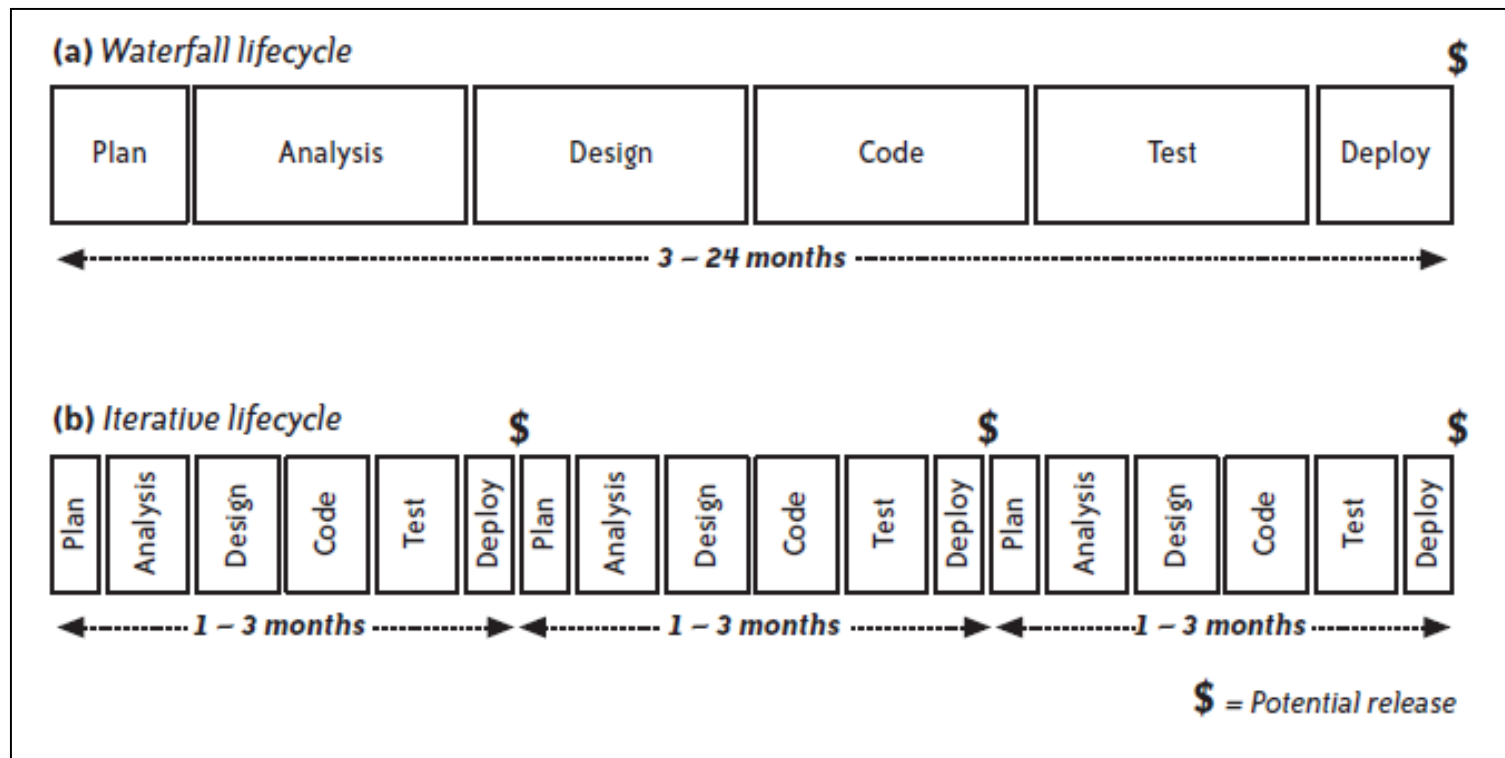 (a) Waterfall lifecycle
$
Plan Analysis Design Code Test Deploy
3 – 24 months
(b) Iterative lifecycle
$ $ $
Plan Analysis Design Code Test Deploy Plan Analysis Design Code Test Deploy Plan Analysis Design Code Test Deploy
1 – 3 months 1 – 3 months 1 – 3 months
$ = Potential release